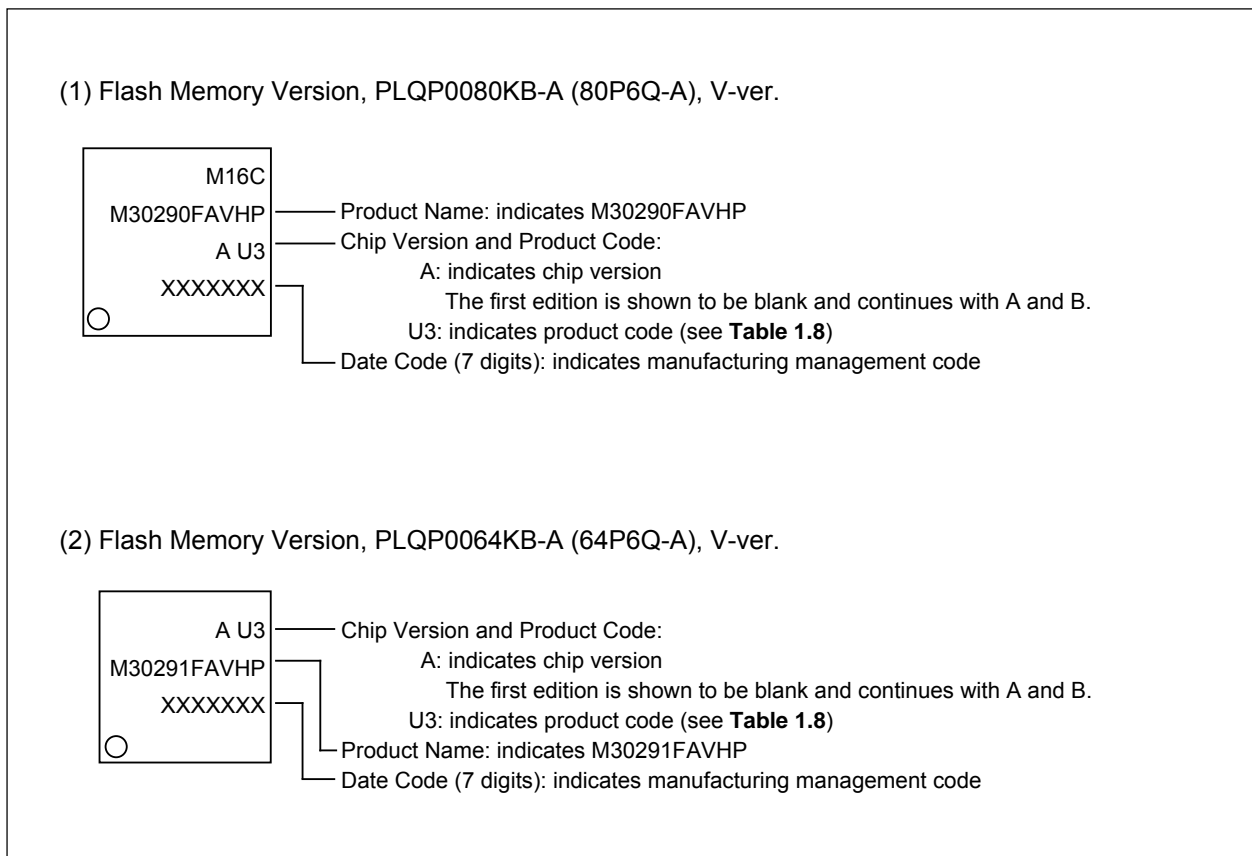 (1) Flash Memory Version, PLQP0080KB-A (80P6Q-A), V-ver.
M16C
M30290FAVHP
A U3
XXXXXXX
Product Name: indicates M30290FAVHP
Chip Version and Product Code:
A: indicates chip version
The first edition is shown to be blank and continues with A and B.
U3: indicates product code (see Table 1.8)
Date Code (7 digits): indicates manufacturing management code
(2) Flash Memory Version, PLQP0064KB-A (64P6Q-A), V-ver.
A U3
M30291FAVHP
XXXXXXX
Chip Version and Product Code:
A: indicates chip version
The first edition is shown to be blank and continues with A and B.
U3: indicates product code (see Table 1.8)
Product Name: indicates M30291FAVHP
Date Code (7 digits): indicates manufacturing management code